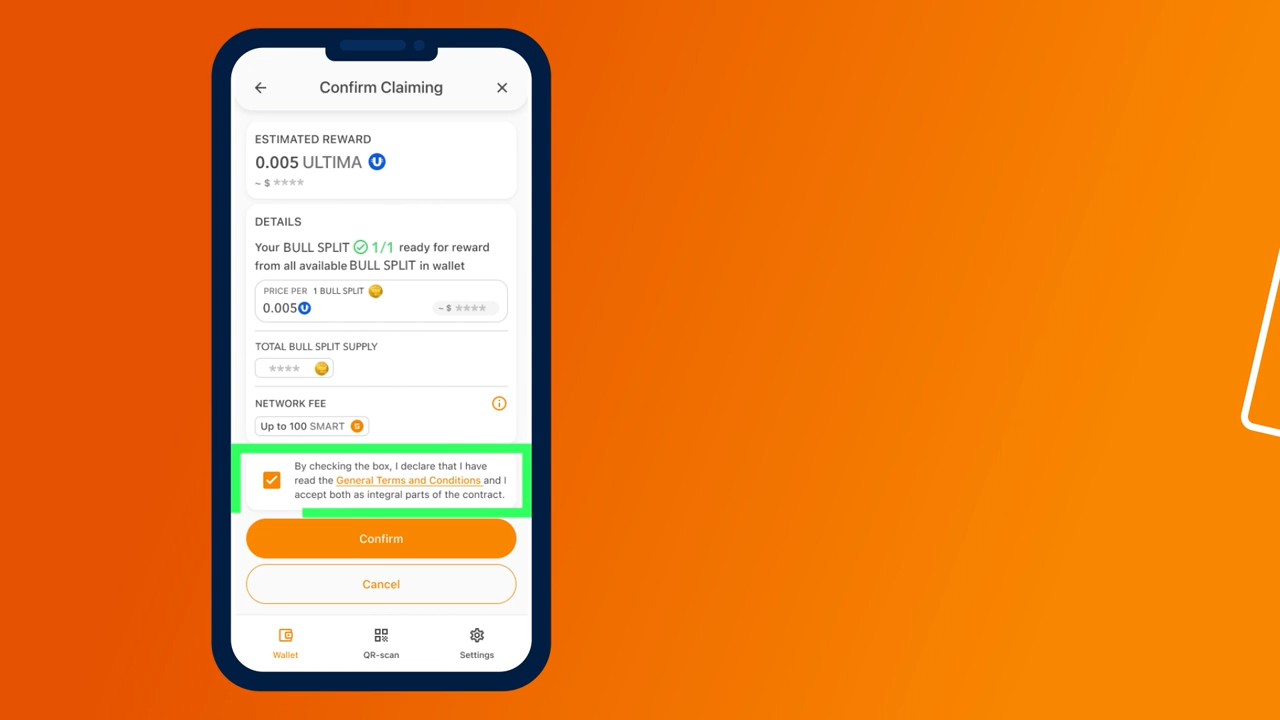 Confirm Claiming
ESTIMATED REWARD
0.005 ULTIMA
~ $ ****
DETAILS
Your BULL SPLIT 1/1 ready for reward
from all available BULL SPLIT in wallet
PRICE PER 1 BULL SPLIT
0.005 ~ $ ****
TOTAL BULL SPLIT SUPPLY
****
NETWORK FEE
Up to 100 SMART
By checking the box, I declare that I have
read the General Terms and Conditions and I
accept both as integral parts of the contract.
Confirm
Cancel
Wallet QR-scan Settings